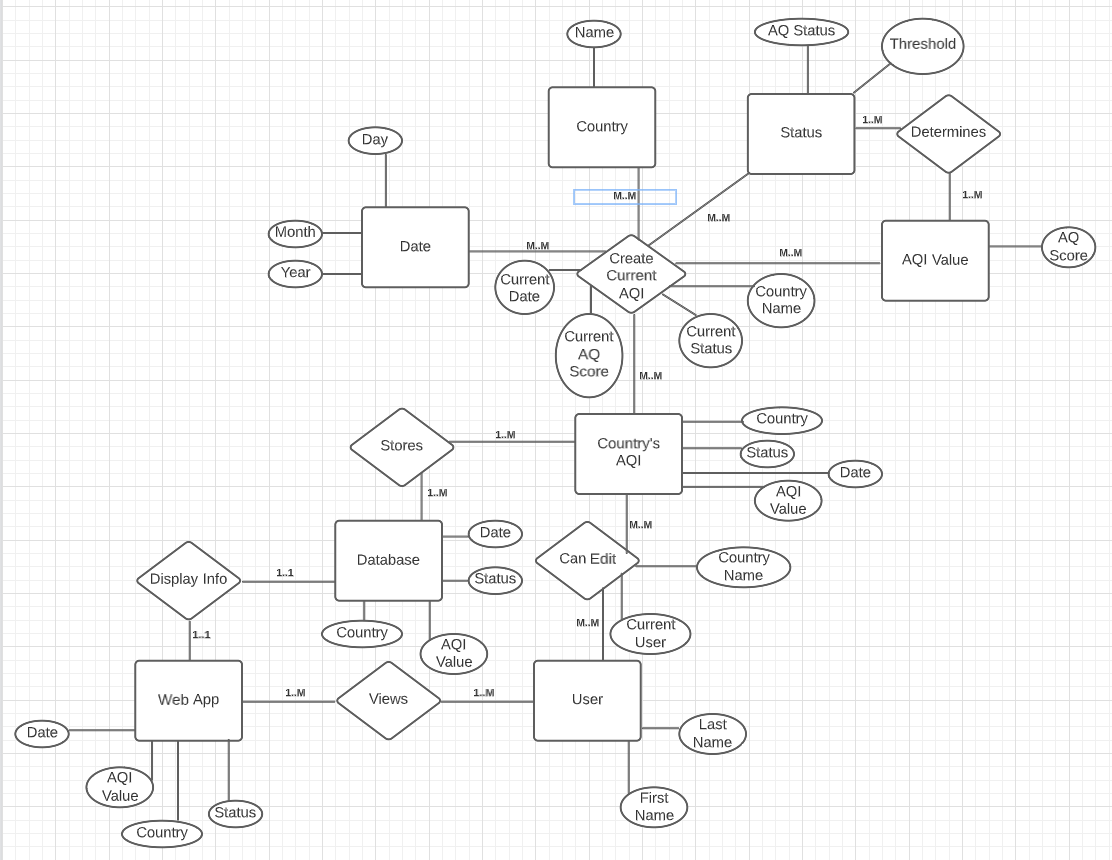 Name
AQ Status
Threshold
Country
Status
1..M
Determines
Day
M..M
1..M
M..M
Month
Date
M..M
Year
Create
Current
AQI
M..M
AQI Value
AQ
Score
Current
Date
Country
Name
Current
AQ
Score
Current
Status
M..M
Stores
1..M
Country's
AQI
Country
Status
Date
AQI
Value
1..M
M..M
Database
Date
Status
Can Edit
Country
Name
Display Info
1..1
1..1
Country
AQI
Value
M..M
Current
User
Web App
1..M
Views
1..M
User
Date
Last
Name
AQI
Value
Status
Country
First
Name